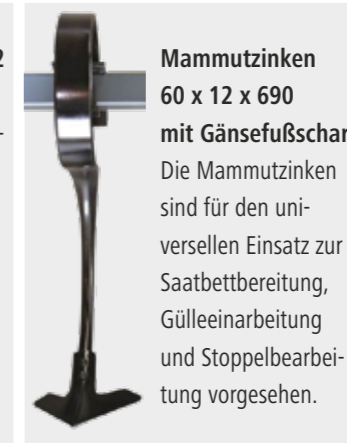 2
-
Mammutzinken
60 x 12 x 690
mit Gänsefußschar
Die Mammutzinken
sind für den uni-
versellen Einsatz zur
Saatbettbereitung,
Gülleeinarbeitung
und Stoppelbearbei-
tung vorgesehen.